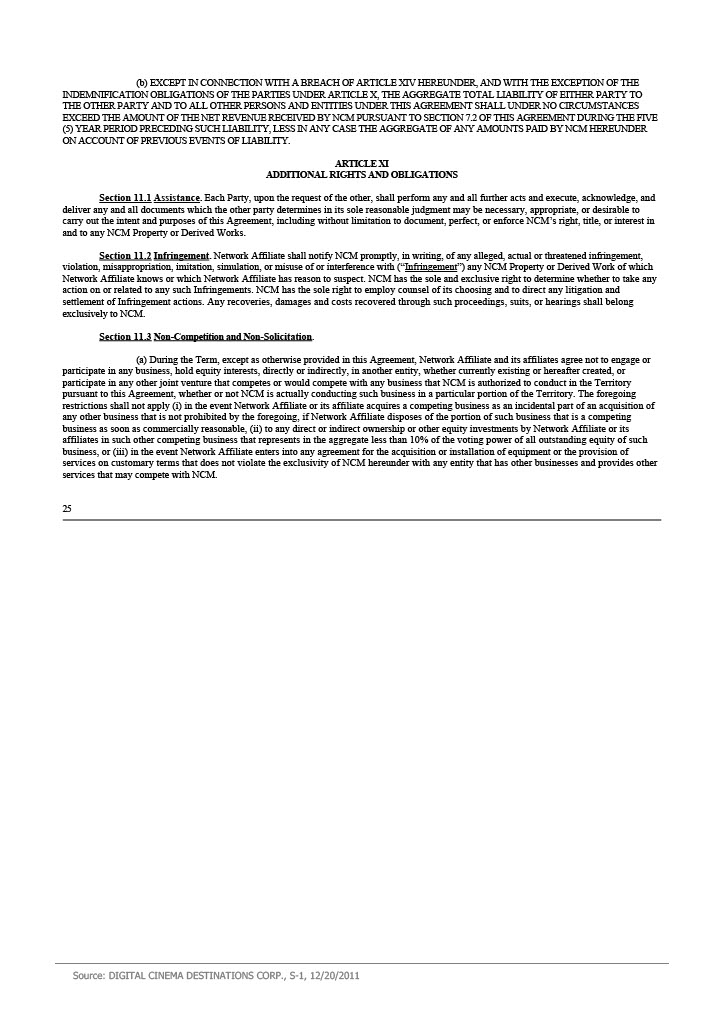 (b) EXCEPT IN CONNECTION WITH A BREACH OF ARTICLE XIV HEREUNDER, AND WITH THE EXCEPTION OF THE
INDEMNIFICATION OBLIGATIONS OF THE PARTIES UNDER ARTICLE X, THE AGGREGATE TOTAL LIABILITY OF EITHER PARTY TO
THE OTHER PARTY AND TO ALL OTHER PERSONS AND ENTITIES UNDER THIS AGREEMENT SHALL UNDER NO CIRCUMSTANCES
EXCEED THE AMOUNT OF THE NET REVENUE RECEIVED BY NCM PURSUANT TO SECTION 7.2 OF THIS AGREEMENT DURING THE FIVE
(5) YEAR PERIOD PRECEDING SUCH LIABILITY, LESS IN ANY CASE THE AGGREGATE OF ANY AMOUNTS PAID BY NCM HEREUNDER
ON ACCOUNT OF PREVIOUS EVENTS OF LIABILITY.
ARTICLE XI
ADDITIONAL RIGHTS AND OBLIGATIONS
Section 11.1 Assistance. Each Party, upon the request of the other, shall perform any and all further acts and execute, acknowledge, and
deliver any and all documents which the other party determines in its sole reasonable judgment may be necessary, appropriate, or desirable to
carry out the intent and purposes of this Agreement, including without limitation to document, perfect, or enforce NCM's right, title, or interest in
and to any NCM Property or Derived Works.
Section 11.2 Infringement. Network Affiliate shall notify NCM promptly, in writing, of any alleged, actual or threatened infringement,
violation, misappropriation, imitation, simulation, or misuse of or interference with (“Infringement”) any NCM Property or Derived Work of which
Network Affiliate knows or which Network Affiliate has reason to suspect. NCM has the sole and exclusive right to determine whether to take any
action on or related to any such Infringements. NCM has the sole right to employ counsel of its choosing and to direct any litigation and
settlement of Infringement actions. Any recoveries, damages and costs recovered through such proceedings, suits, or hearings shall belong
exclusively to NCM.
Section 11.3 Non-Competition and Non-Solicitation.
(a) During the Term, except as otherwise provided in this Agreement, Network Affiliate and its affiliates agree not to engage or
participate in any business, hold equity interests, directly or indirectly, in another entity, whether currently existing or hereafter created, or
participate in any other joint venture that competes or would compete with any business that NCM is authorized to conduct in the Territory
pursuant to this Agreement, whether or not NCM is actually conducting such business in a particular portion of the Territory. The foregoing
restrictions shall not apply (i) in the event Network Affiliate or its affiliate acquires a competing business as an incidental part of an acquisition of
any other business that is not prohibited by the foregoing, if Network Affiliate disposes of the portion of such business that is a competing
business as soon as commercially reasonable, (ii) to any direct or indirect ownership or other equity investments by Network Affiliate or its
affiliates in such other competing business that represents in the aggregate less than 10% of the voting power of all outstanding equity of such
business, or (iii) in the event Network Affiliate enters into any agreement for the acquisition or installation of equipment or the provision of
services on customary terms that does not violate the exclusivity of NCM hereunder with any entity that has other businesses and provides other
services that may compete with NCM.
25
Source: DIGITAL CINEMA DESTINATIONS CORP., S-1, 12/20/2011